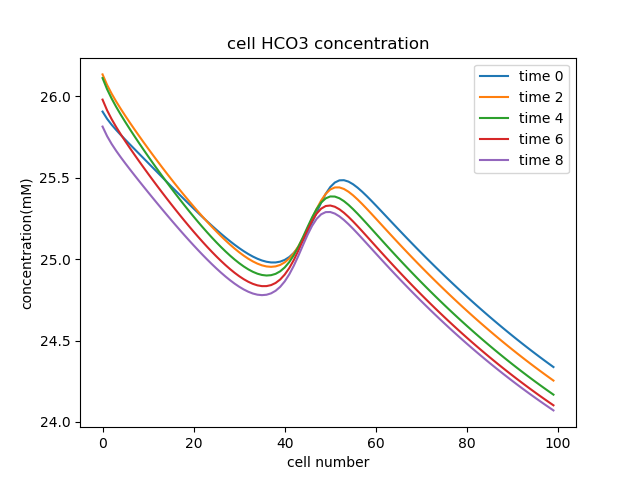 cell HCO3 concentration
time 0
time 2
time 4
time 6
time 8
concentration(mM)
26.0
25.5
25.0
24.5
24.0
0 20 40 60 80 100
cell number